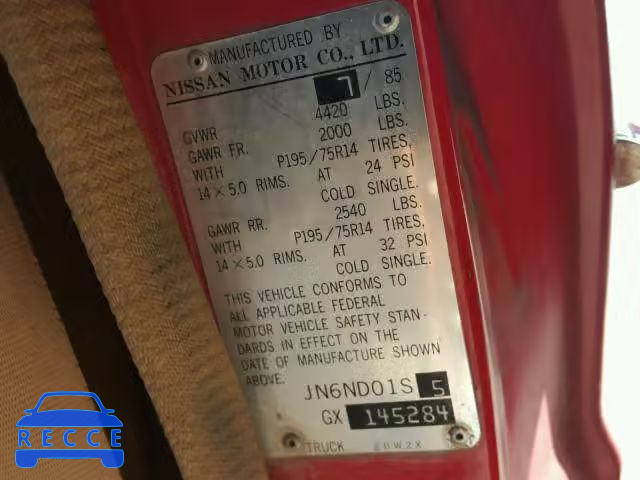 MANUFACTURED BY
NISSAN MOTOR CO., LTD.
7 / 85
GVWR 4420 LBS.
GAWR FR. 2000 LBS.
WITH P195/75R14 TIRES,
14 × 5.0 RIMS. AT 24 PSI
COLD SINGLE.
GAWR RR. 2540 LBS.
WITH P195/75R14 TIRES,
14 × 5.0 RIMS. AT 32 PSI
COLD SINGLE.
THIS VEHICLE CONFORMS TO
ALL APPLICABLE FEDERAL
MOTOR VEHICLE SAFETY STAN-
DARDS IN EFFECT ON THE
DATE OF MANUFACTURE SHOWN
ABOVE.
JN6ND01S 5
GX 145284
TRUCK
RECCE